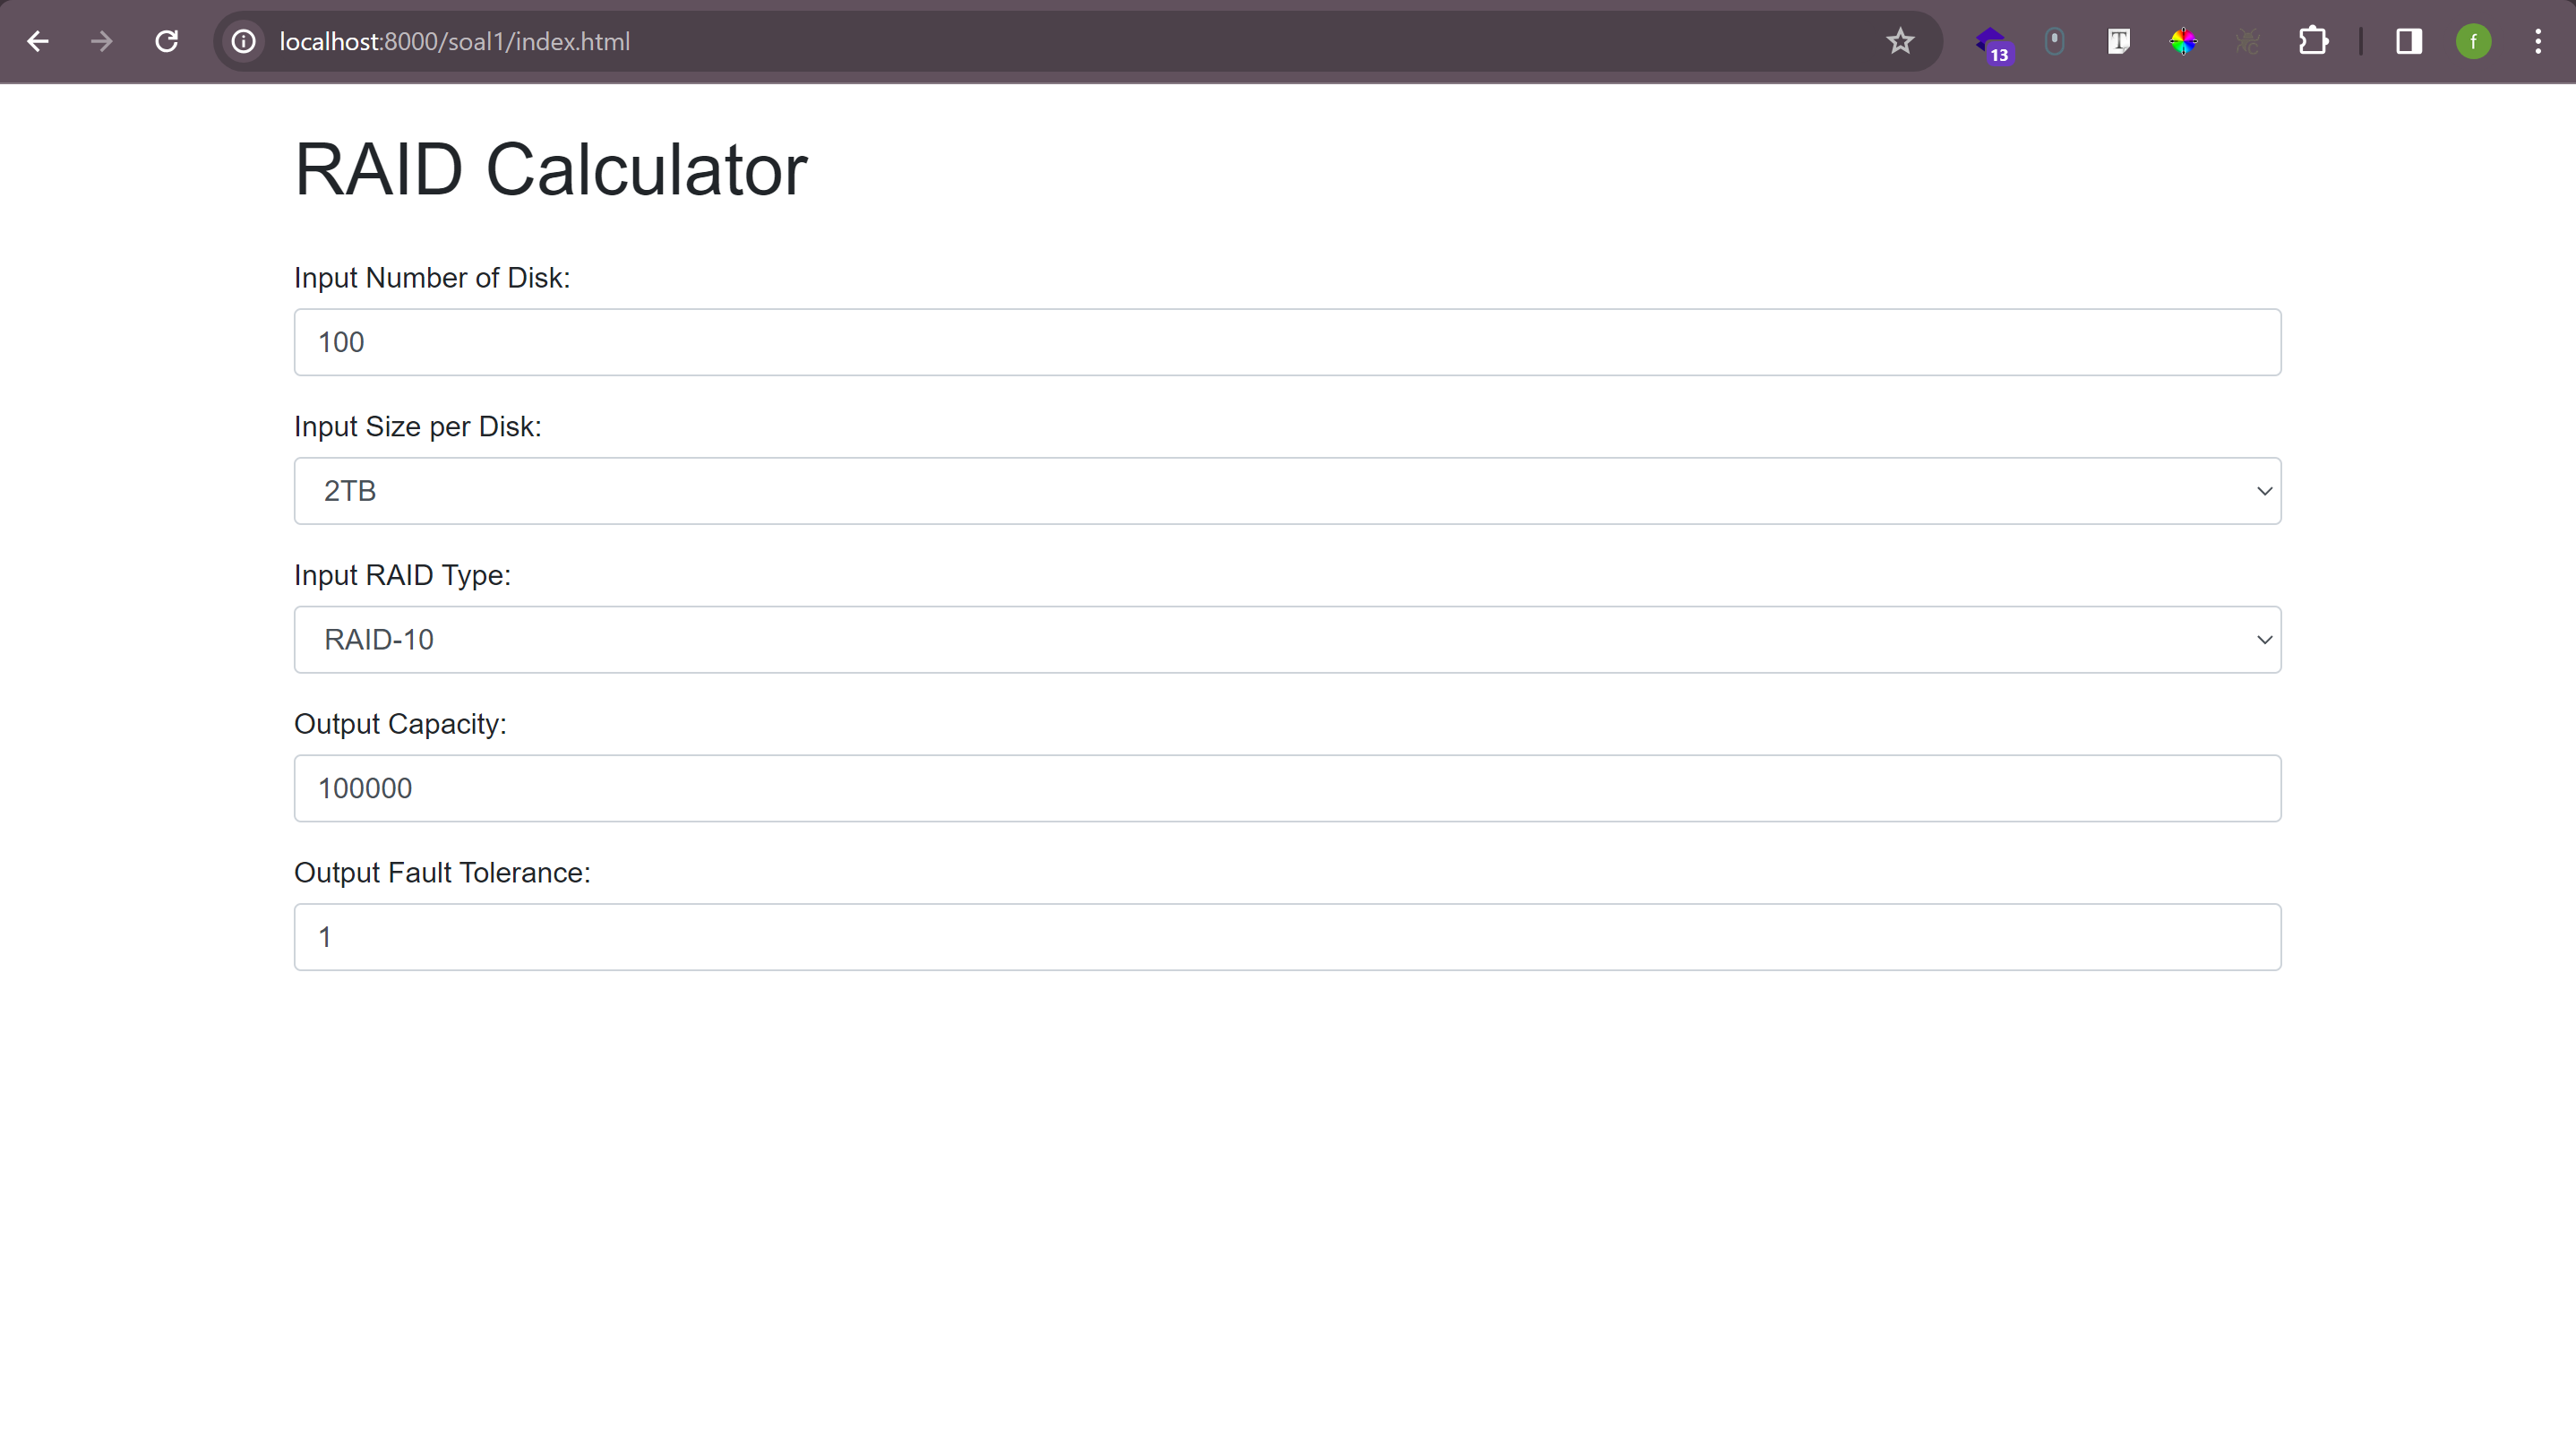 localhost:8000/soal1/index.html
13
T
f
RAID Calculator
Input Number of Disk:
100
Input Size per Disk:
2TB
Input RAID Type:
RAID-10
Output Capacity:
100000
Output Fault Tolerance:
1